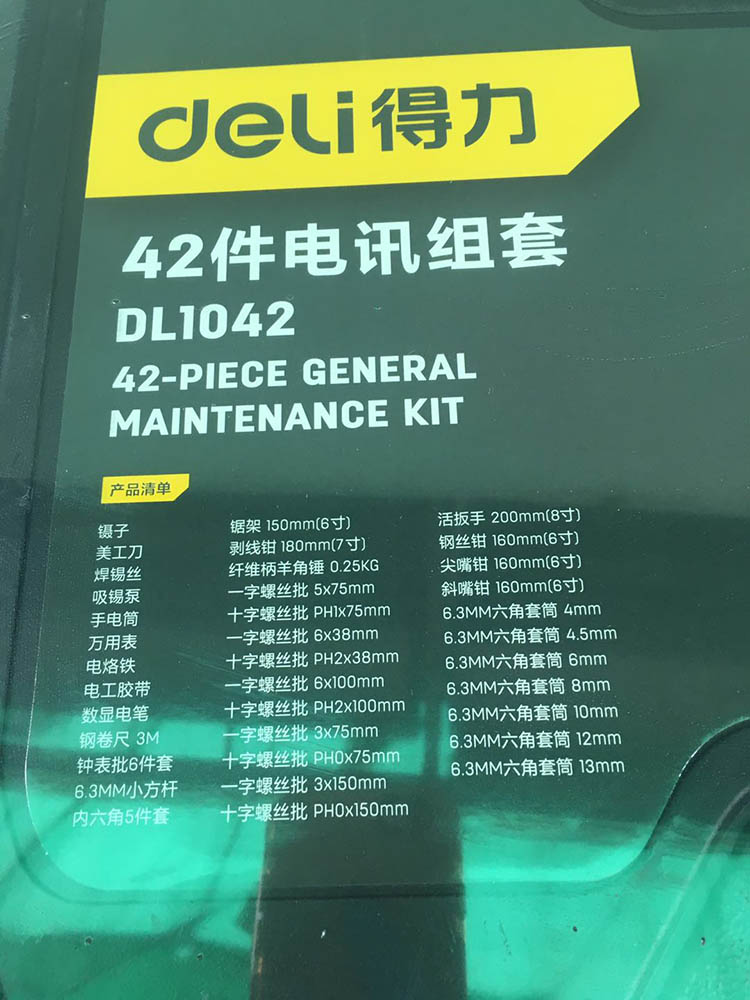 deli得力
42件电讯组套
DL1042
42-PIECE GENERAL
MAINTENANCE KIT
产品清单
镊子
美工刀
焊锡丝
吸锡泵
手电筒
万用表
电烙铁
电工胶带
数显电笔
钢卷尺 3M
钟表批6件套
6.3MM小方杆
内六角5件套
锯架 150mm(6寸)
剥线钳 180mm(7寸)
纤维柄羊角锤 0.25KG
一字螺丝批 5x75mm
十字螺丝批 PH1x75mm
一字螺丝批 6x38mm
十字螺丝批 PH2x38mm
一字螺丝批 6x100mm
十字螺丝批 PH2x100mm
一字螺丝批 3x75mm
十字螺丝批 PH0x75mm
一字螺丝批 3x150mm
十字螺丝批 PH0x150mm
活扳手 200mm(8寸)
钢丝钳 160mm(6寸)
尖嘴钳 160mm(6寸)
斜嘴钳 160mm(6寸)
6.3MM六角套筒 4mm
6.3MM六角套筒 4.5mm
6.3MM六角套筒 6mm
6.3MM六角套筒 8mm
6.3MM六角套筒 10mm
6.3MM六角套筒 12mm
6.3MM六角套筒 13mm